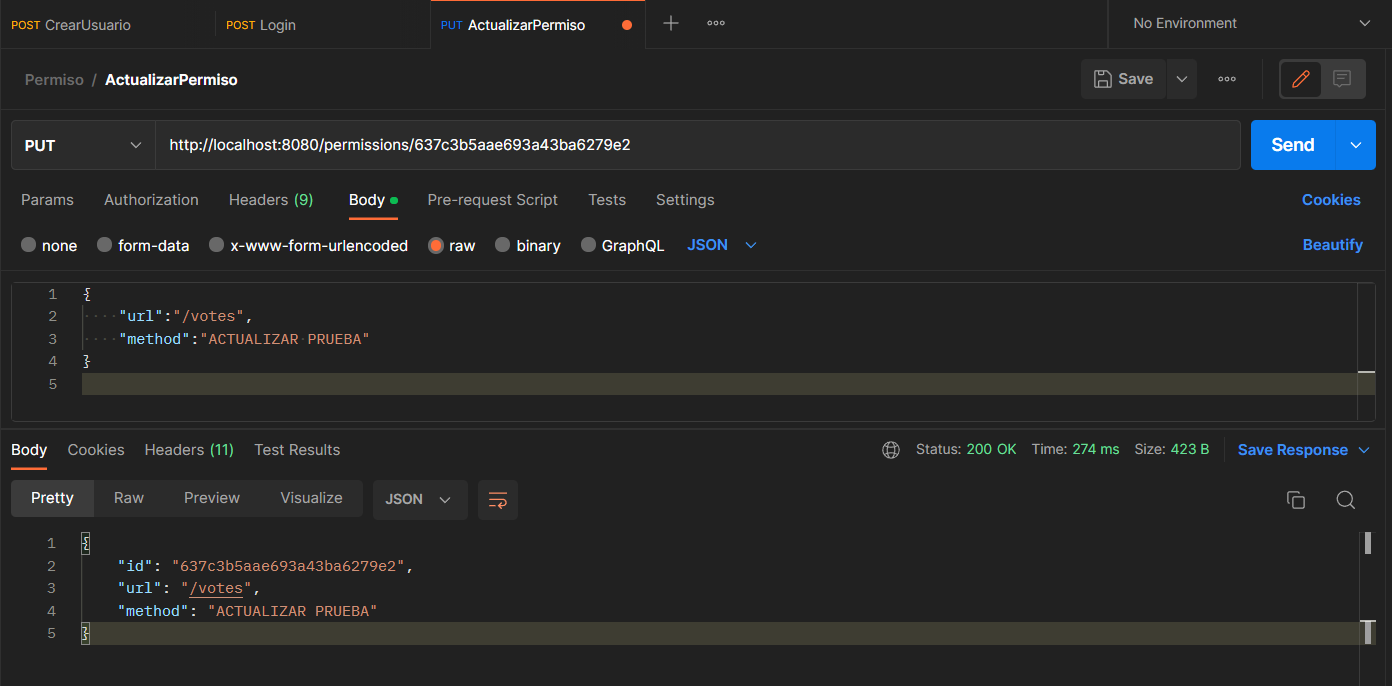 POST CrearUsuario POST Login PUT ActualizarPermiso No Environment
Permiso / ActualizarPermiso Save
PUT http://localhost:8080/permissions/637c3b5aae693a43ba6279e2 Send
Params Authorization Headers (9) Body Pre-request Script Tests Settings Cookies
none form-data x-www-form-urlencoded raw binary GraphQL JSON Beautify
1 {
2 ····"url":"/votes",
3 ····"method":"ACTUALIZAR·PRUEBA"
4 }
5
Body Cookies Headers (11) Test Results Status: 200 OK Time: 274 ms Size: 423 B Save Response
Pretty Raw Preview Visualize JSON
1 {
2 "id": "637c3b5aae693a43ba6279e2",
3 "url": "/votes",
4 "method": "ACTUALIZAR PRUEBA"
5 }